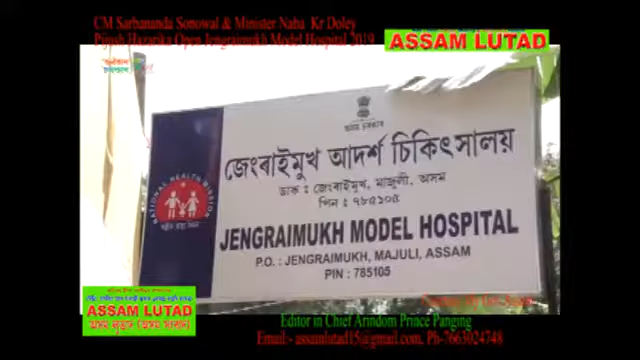 CM Sarbananda Sonowal & Minister Naba Kr Doley
Pijush Hazarika Open Jengraimukh Model Hospital 2019
ASSAM LUTAD
জেংৰাইমুখ আদৰ্শ চিকিৎসালয়
ডাক : জেংৰাইমুখ, মাজুলী, অসম
পিন : ৭৮৫১০৫
NATIONAL HEALTH MISSION
JENGRAIMUKH MODEL HOSPITAL
P.O. : JENGRAIMUKH, MAJULI, ASSAM
PIN : 785105
ASSAM LUTAD
Editor in Chief Arindom Prince Panging
Email:- assamlutad15@gmail.com, Ph-7663024748